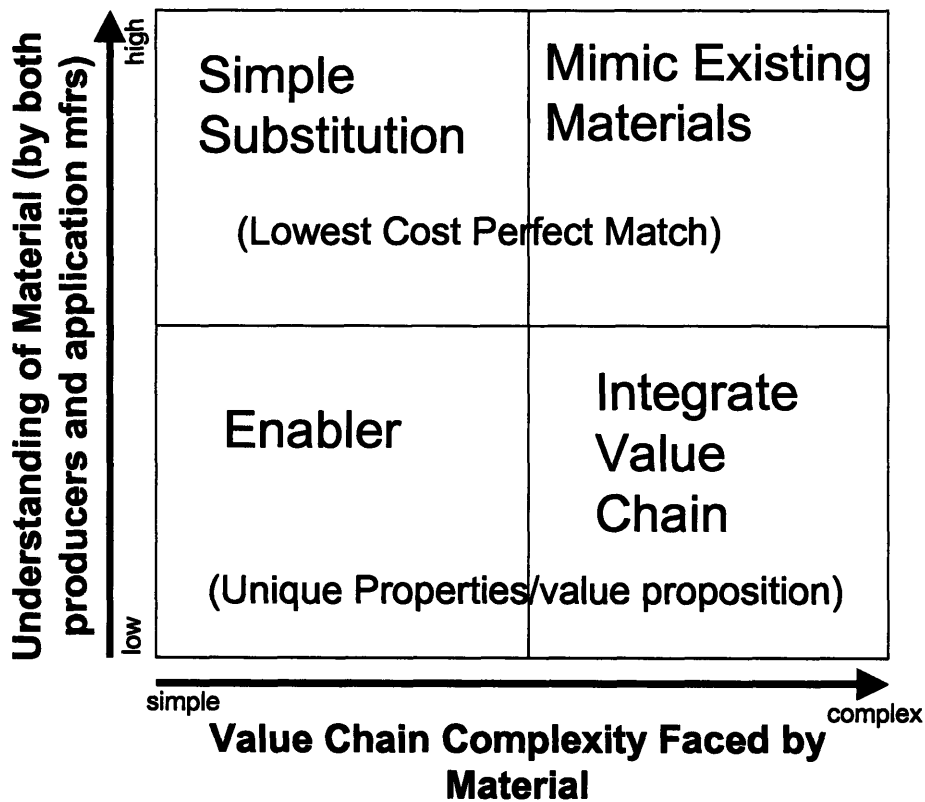 Understanding of Material (by both
producers and application mfrs)
high
low
Simple
Substitution
Mimic Existing
Materials
(Lowest Cost Perfect Match)
Enabler
Integrate
Value
Chain
(Unique Properties/value proposition)
simple
complex
Value Chain Complexity Faced by
Material